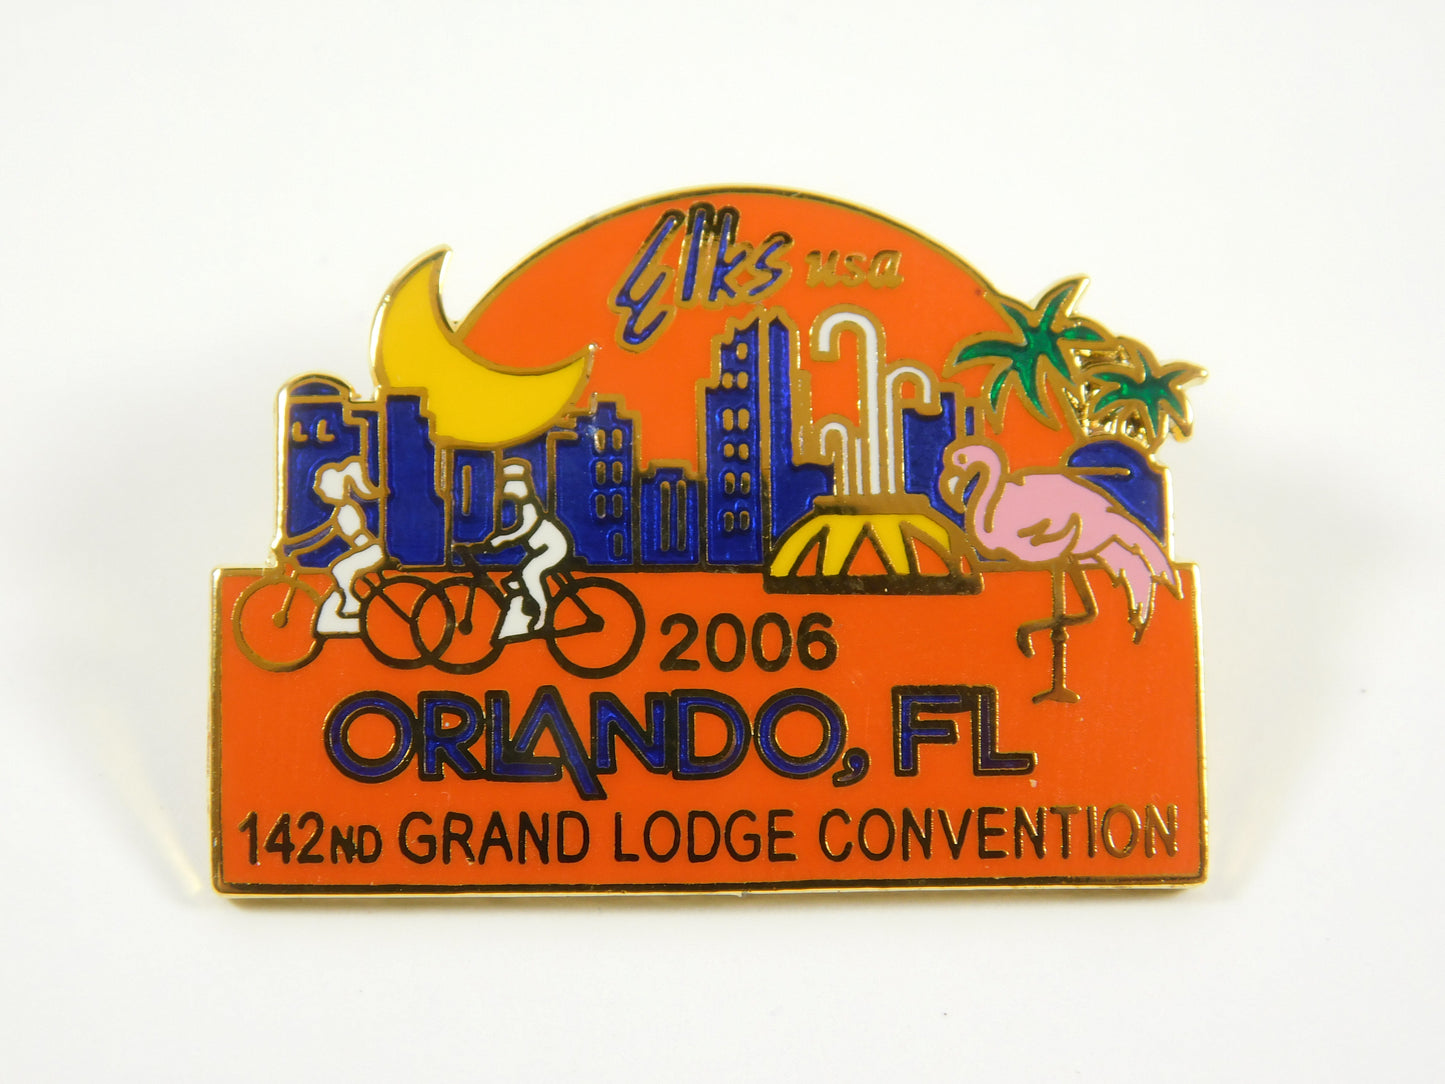 Elks usa
2006
ORLANDO, FL
142ND GRAND LODGE CONVENTION